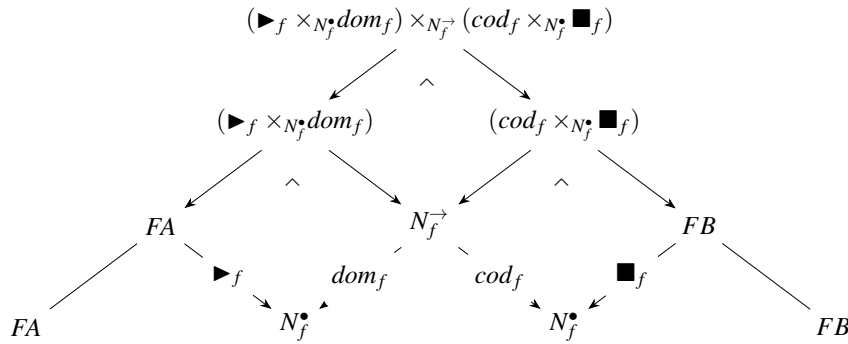 (▶_f ×_{N_f^•} dom_f) ×_{N_f^→} (cod_f ×_{N_f^•} ■_f)
(▶_f ×_{N_f^•} dom_f) (cod_f ×_{N_f^•} ■_f)
FA N_f^→ FB
▶_f dom_f cod_f ■_f
FA N_f^• N_f^• FB